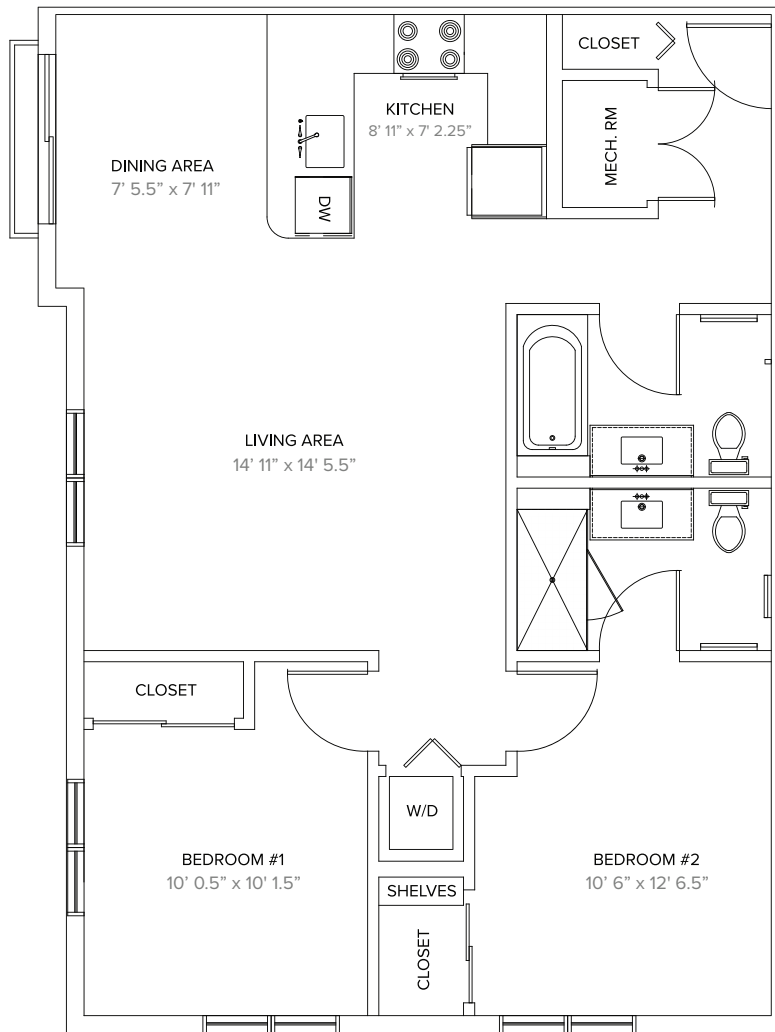 CLOSET
KITCHEN
8' 11” x 7' 2.25”
MECH. RM
DINING AREA
7' 5.5” x 7' 11”
DW
LIVING AREA
14' 11” x 14' 5.5”
CLOSET
W/D
BEDROOM #1
10' 0.5” x 10' 1.5”
BEDROOM #2
10' 6” x 12' 6.5”
SHELVES
CLOSET